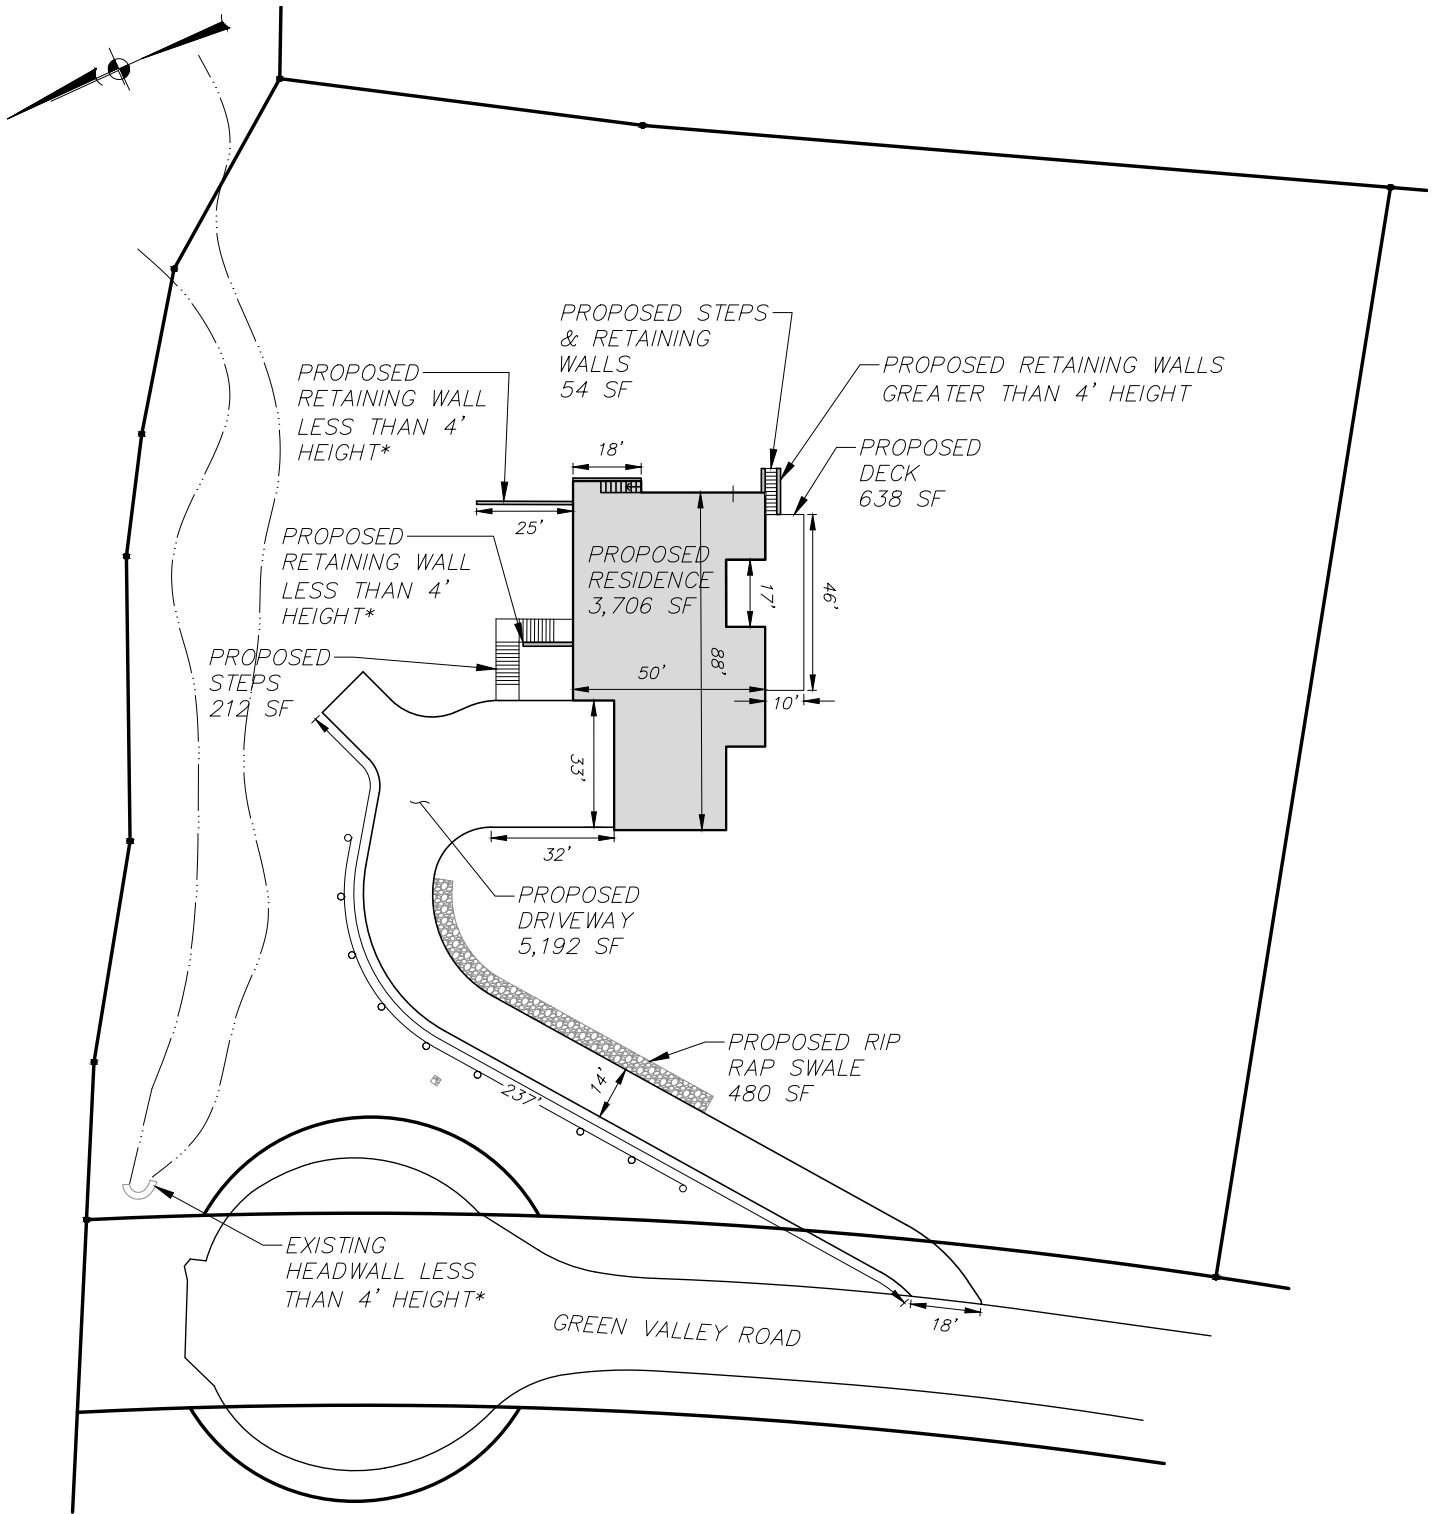 PROPOSED STEPS
& RETAINING
WALLS
54 SF
PROPOSED RETAINING WALLS
GREATER THAN 4' HEIGHT
PROPOSED
RETAINING WALL
LESS THAN 4'
HEIGHT*
18'
PROPOSED
DECK
638 SF
25'
PROPOSED
RETAINING WALL
LESS THAN 4'
HEIGHT*
PROPOSED
RESIDENCE
3,706 SF
17'
46'
PROPOSED
STEPS
212 SF
50'
88'
10'
33'
32'
PROPOSED
DRIVEWAY
5,192 SF
PROPOSED RIP
RAP SWALE
480 SF
14'
237'
EXISTING
HEADWALL LESS
THAN 4' HEIGHT*
GREEN VALLEY ROAD
18'